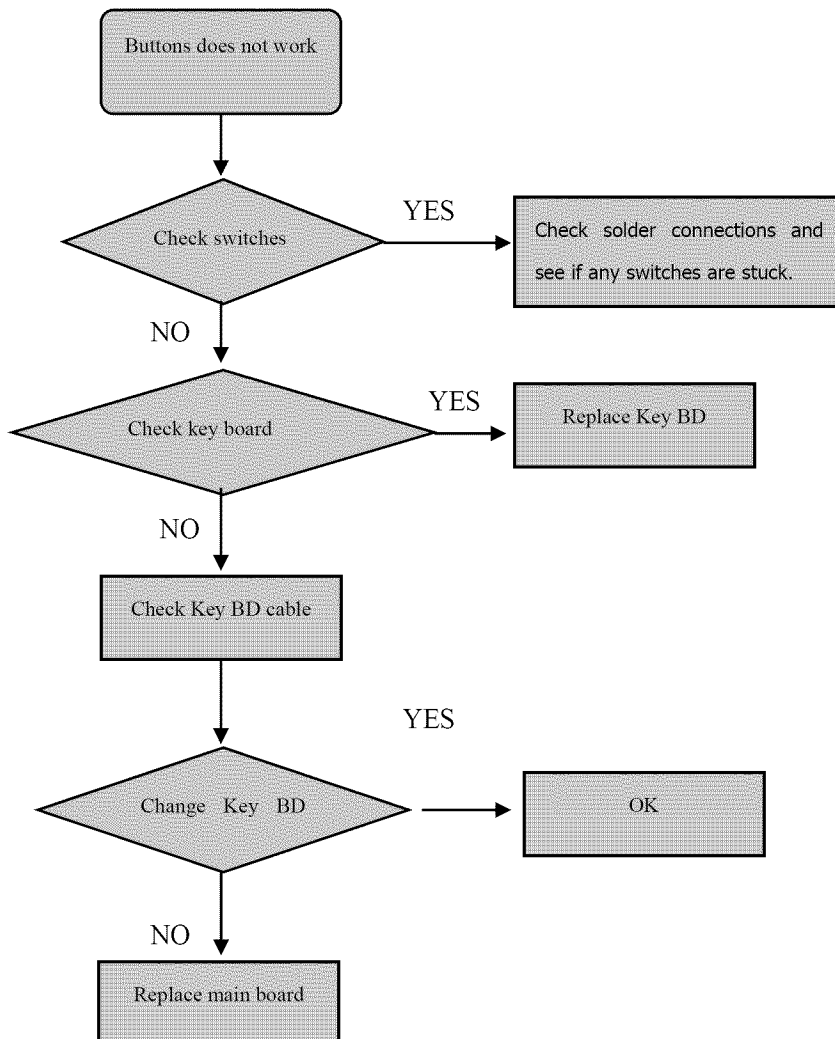 Buttons does not work
Check switches
YES
Check solder connections and
see if any switches are stuck.
NO
Check key board
YES
Replace Key BD
NO
Check Key BD cable
YES
Change Key BD
OK
NO
Replace main board